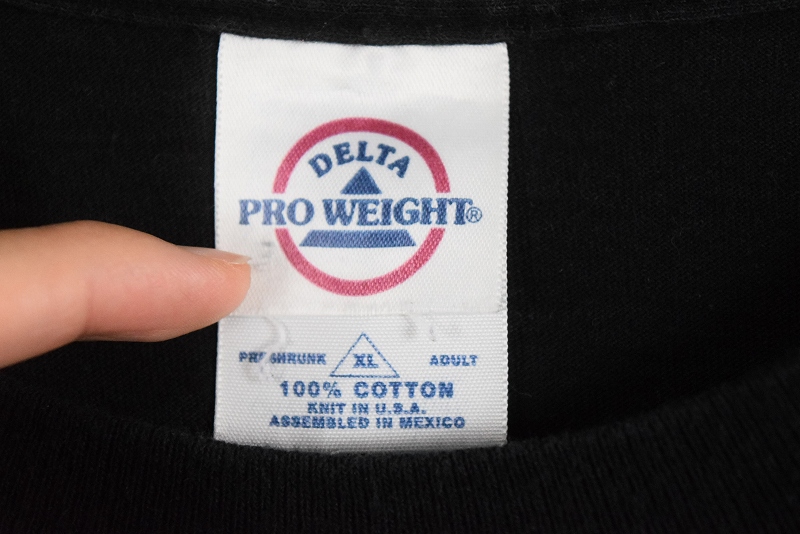 DELTA
PRO WEIGHT®
PRESHRUNK XL ADULT
100% COTTON
KNIT IN U.S.A.
ASSEMBLED IN MEXICO